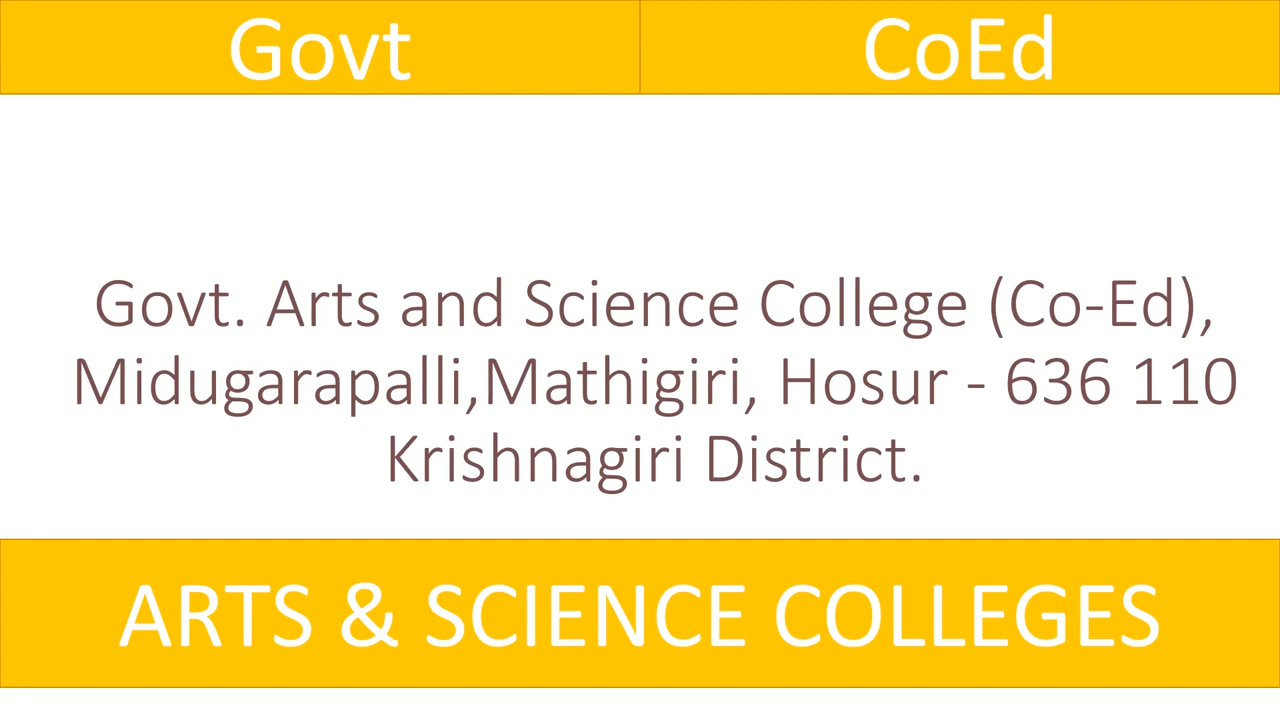 Govt
CoEd
Govt. Arts and Science College (Co-Ed),
Midugarapalli,Mathigiri, Hosur - 636 110
Krishnagiri District.
ARTS & SCIENCE COLLEGES